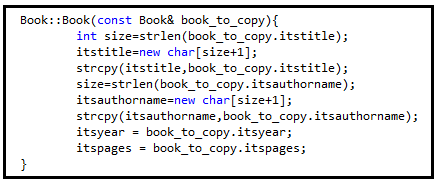 Book::Book(const Book& book_to_copy){
int size=strlen(book_to_copy.itstitle);
itstitle=new char[size+1];
strcpy(itstitle,book_to_copy.itstitle);
size=strlen(book_to_copy.itsauthorname);
itsauthorname=new char[size+1];
strcpy(itsauthorname,book_to_copy.itsauthorname);
itsyear = book_to_copy.itsyear;
itspages = book_to_copy.itspages;
}